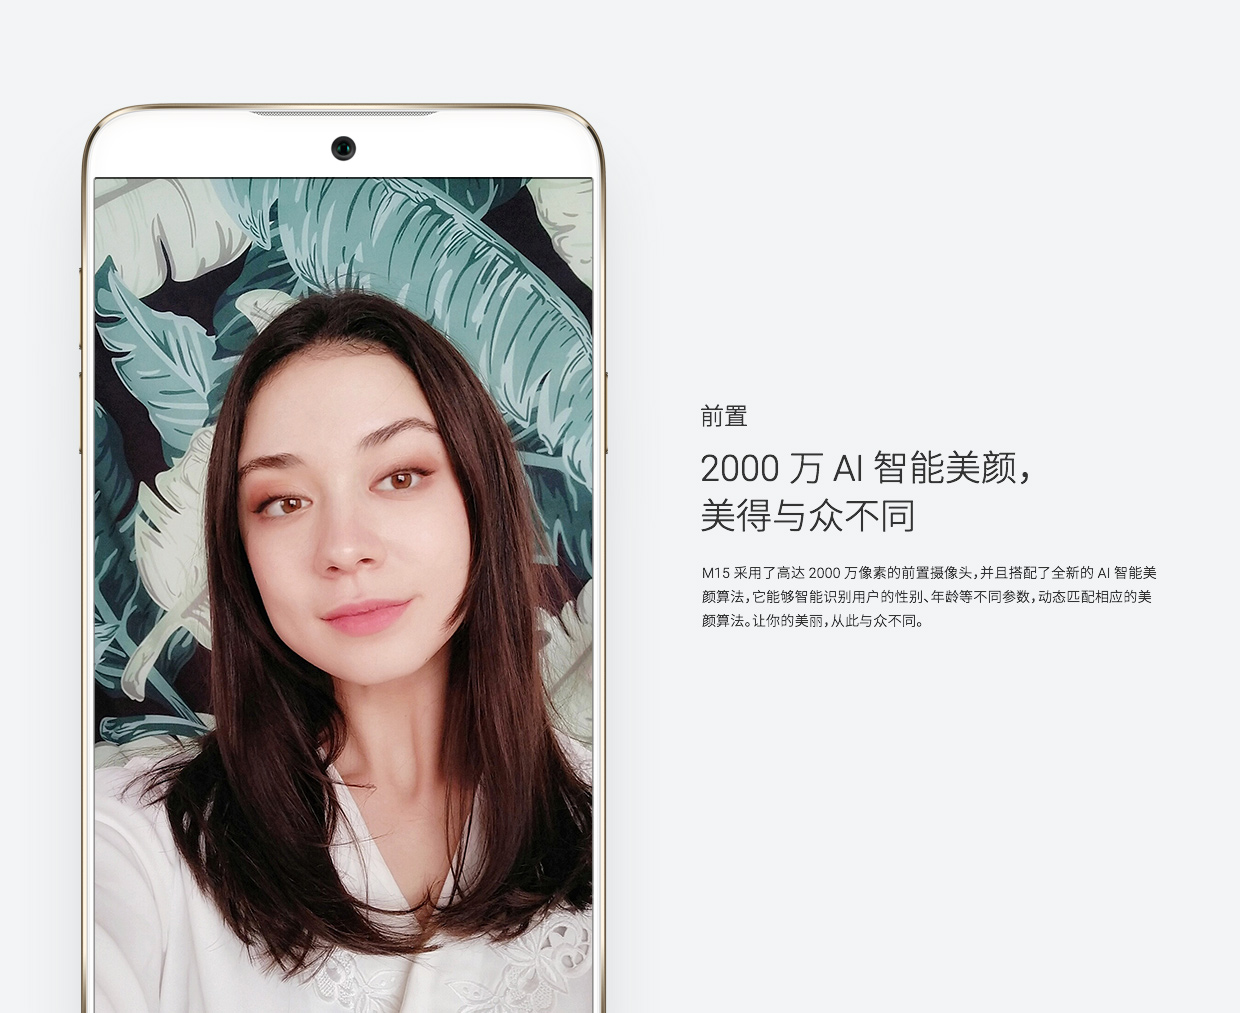 前置
2000 万 AI 智能美颜，
美得与众不同
M15 采用了高达 2000 万像素的前置摄像头，并且搭配了全新的 AI 智能美
颜算法，它能够智能识别用户的性别、年龄等不同参数，动态匹配相应的美
颜算法。让你的美丽，从此与众不同。